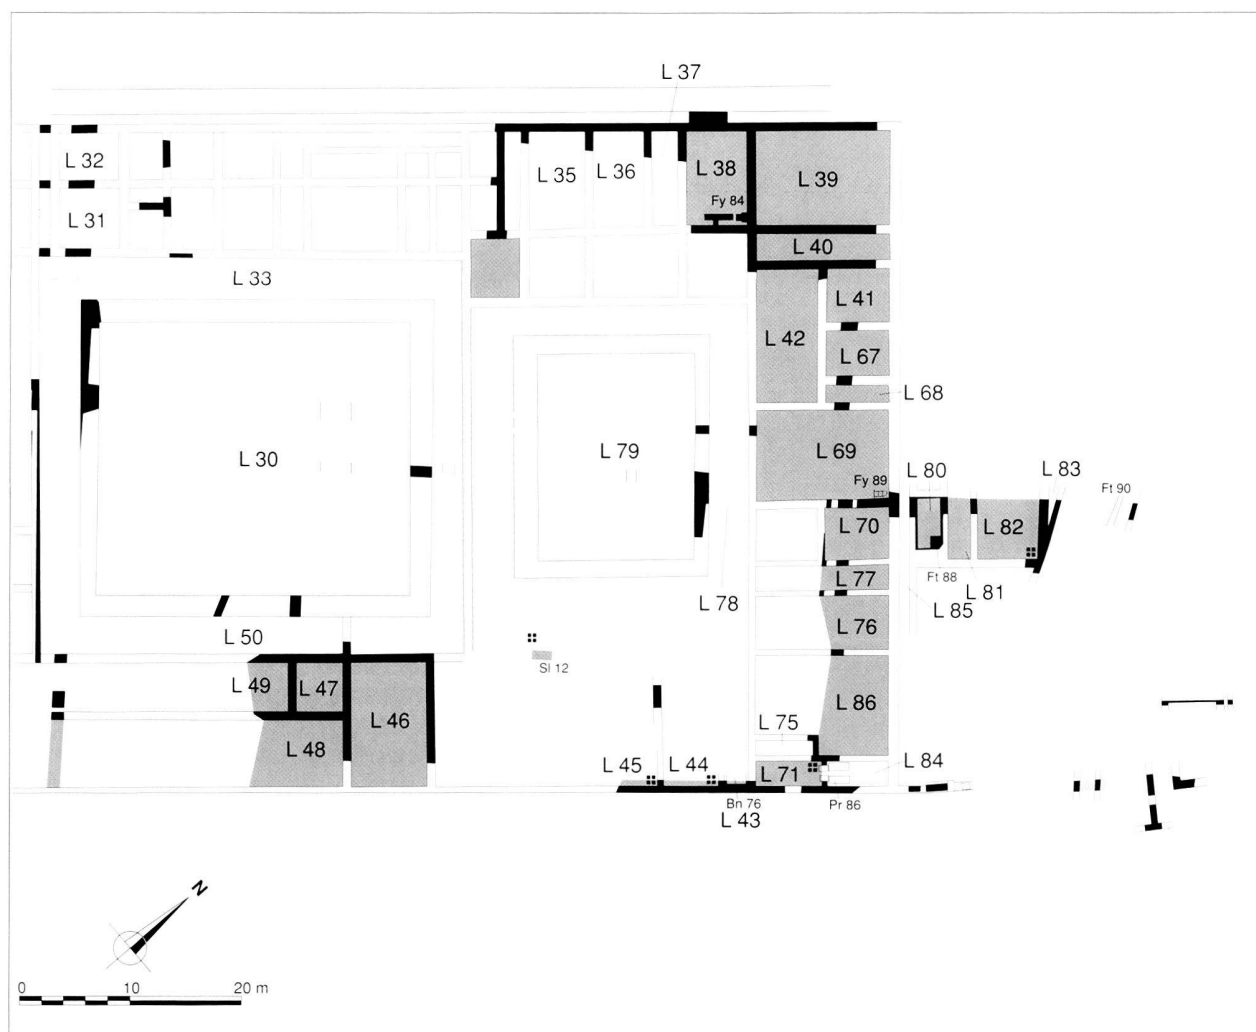 L 37
L 32
L 35
L 36
L 38
L 39
Fy 84
L 31
L 40
L 33
L 41
L 42
L 67
L 68
L 30
L 79
L 69
L 80
L 83
Fy 89
Ft 90
L 70
L 82
L 77
Ft 88
L 81
L 78
L 85
L 76
L 50
Sl 12
L 49
L 47
L 46
L 86
L 48
L 75
L 45
L 44
L 71
L 84
Bn 76
Pr 86
L 43
N
0 10 20 m